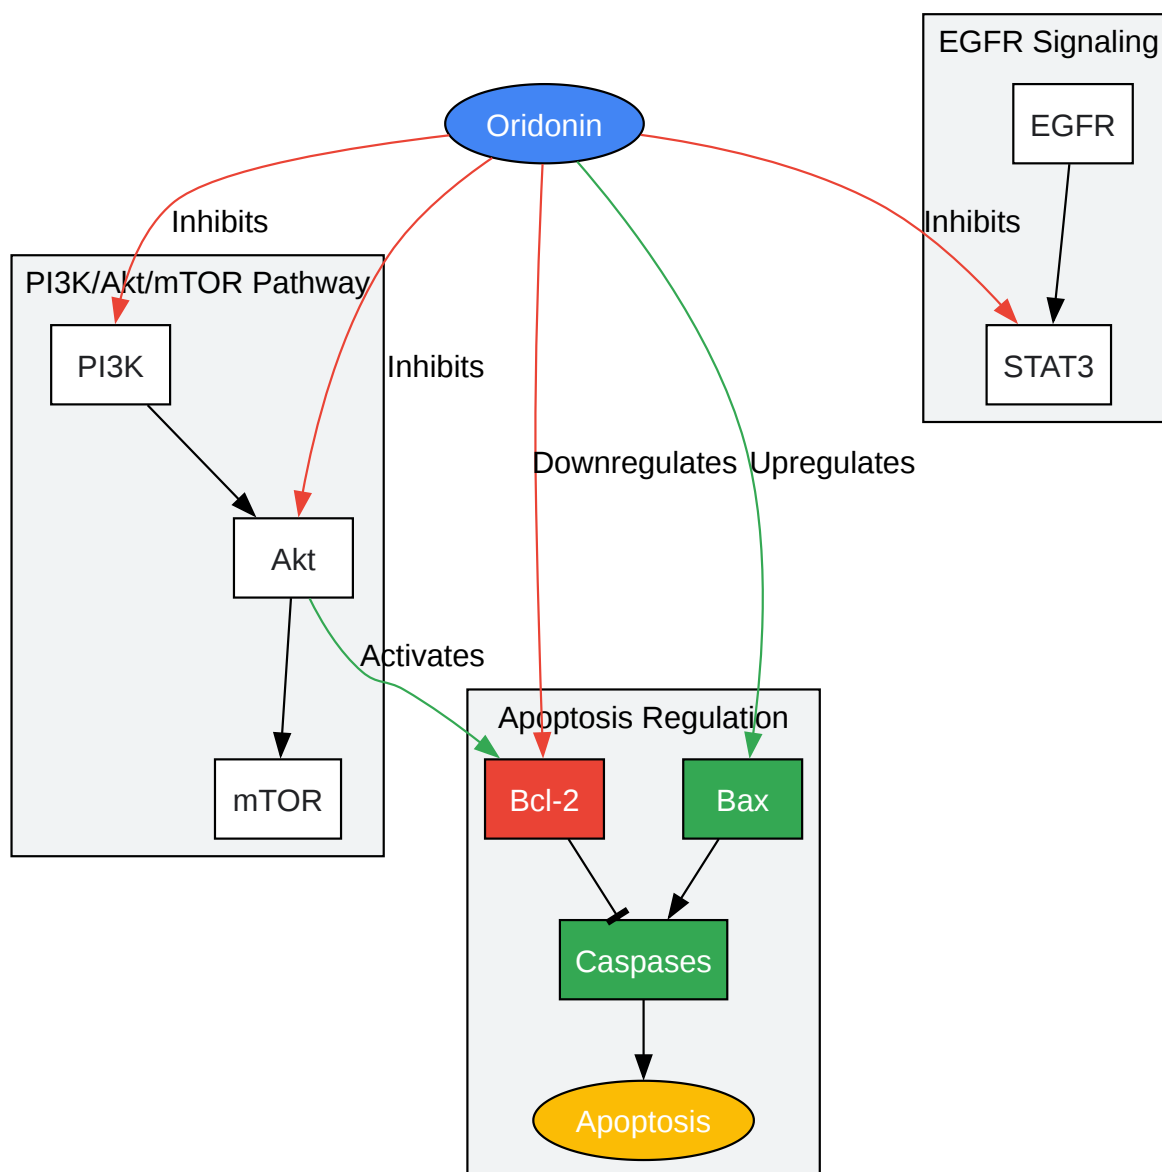 EGFR Signaling
Oridonin
EGFR
Inhibits
Inhibits
PI3K/Akt/mTOR Pathway
PI3K
Inhibits
STAT3
Downregulates
Upregulates
Akt
Activates
Apoptosis Regulation
mTOR
Bcl-2
Bax
Caspases
Apoptosis